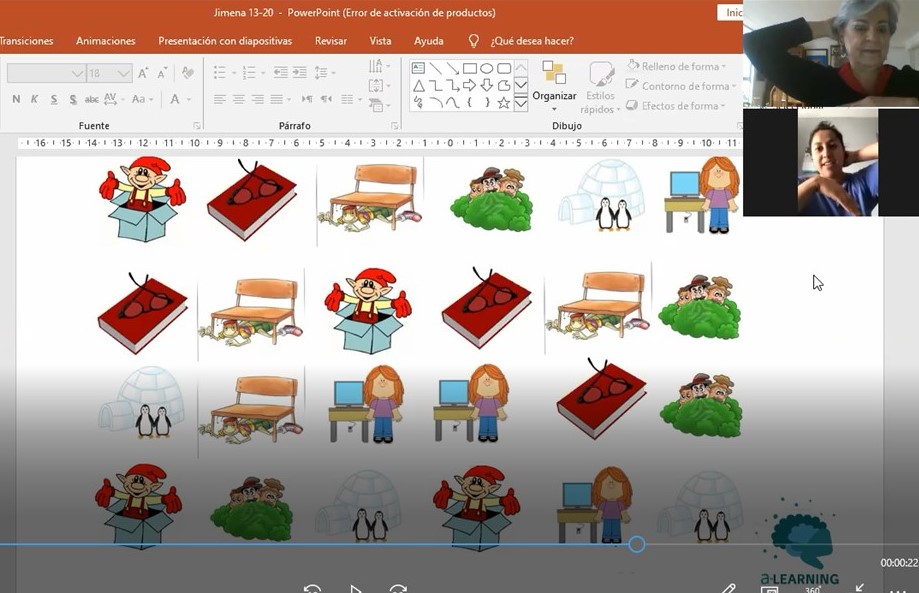 Jimena 13-20 - PowerPoint (Error de activación de productos)
Inic
Transiciones Animaciones Presentación con diapositivas Revisar Vista Ayuda ¿Qué desea hacer?
18 A A
N K S S abc AV Aa A
Organizar Estilos rápidos
Relleno de forma
Contorno de forma
Efectos de forma
Fuente Párrafo Dibujo
16 15 14 13 12 11 10 9 8 7 6 5 4 3 2 1 0 1 2 3 4 5 6 7 8 9 10 11
00:00:22
a-LEARNING
360°